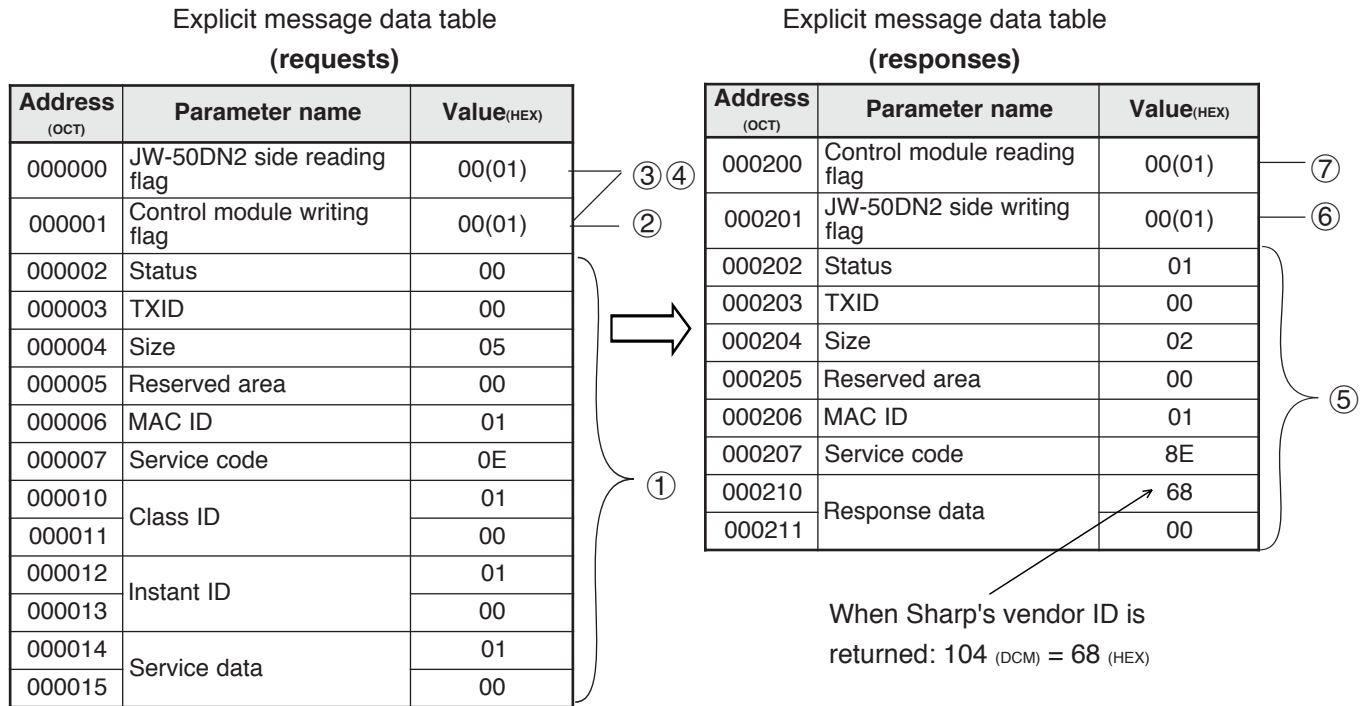 Explicit message data table
(requests)
Address (OCT) Parameter name Value(HEX)
000000 JW-50DN2 side reading flag 00(01) ③④
000001 Control module writing flag 00(01) ②
000002 Status 00
000003 TXID 00
000004 Size 05
000005 Reserved area 00
000006 MAC ID 01
000007 Service code 0E
000010 Class ID 01
000011 00
000012 Instant ID 01
000013 00
000014 Service data 01
000015 00
①
Explicit message data table
(responses)
Address (OCT) Parameter name Value(HEX)
000200 Control module reading flag 00(01) ⑦
000201 JW-50DN2 side writing flag 00(01) ⑥
000202 Status 01
000203 TXID 00
000204 Size 02
000205 Reserved area 00
000206 MAC ID 01
000207 Service code 8E
000210 Response data 68
000211 00
⑤
When Sharp's vendor ID is
returned: 104 (DCM) = 68 (HEX)